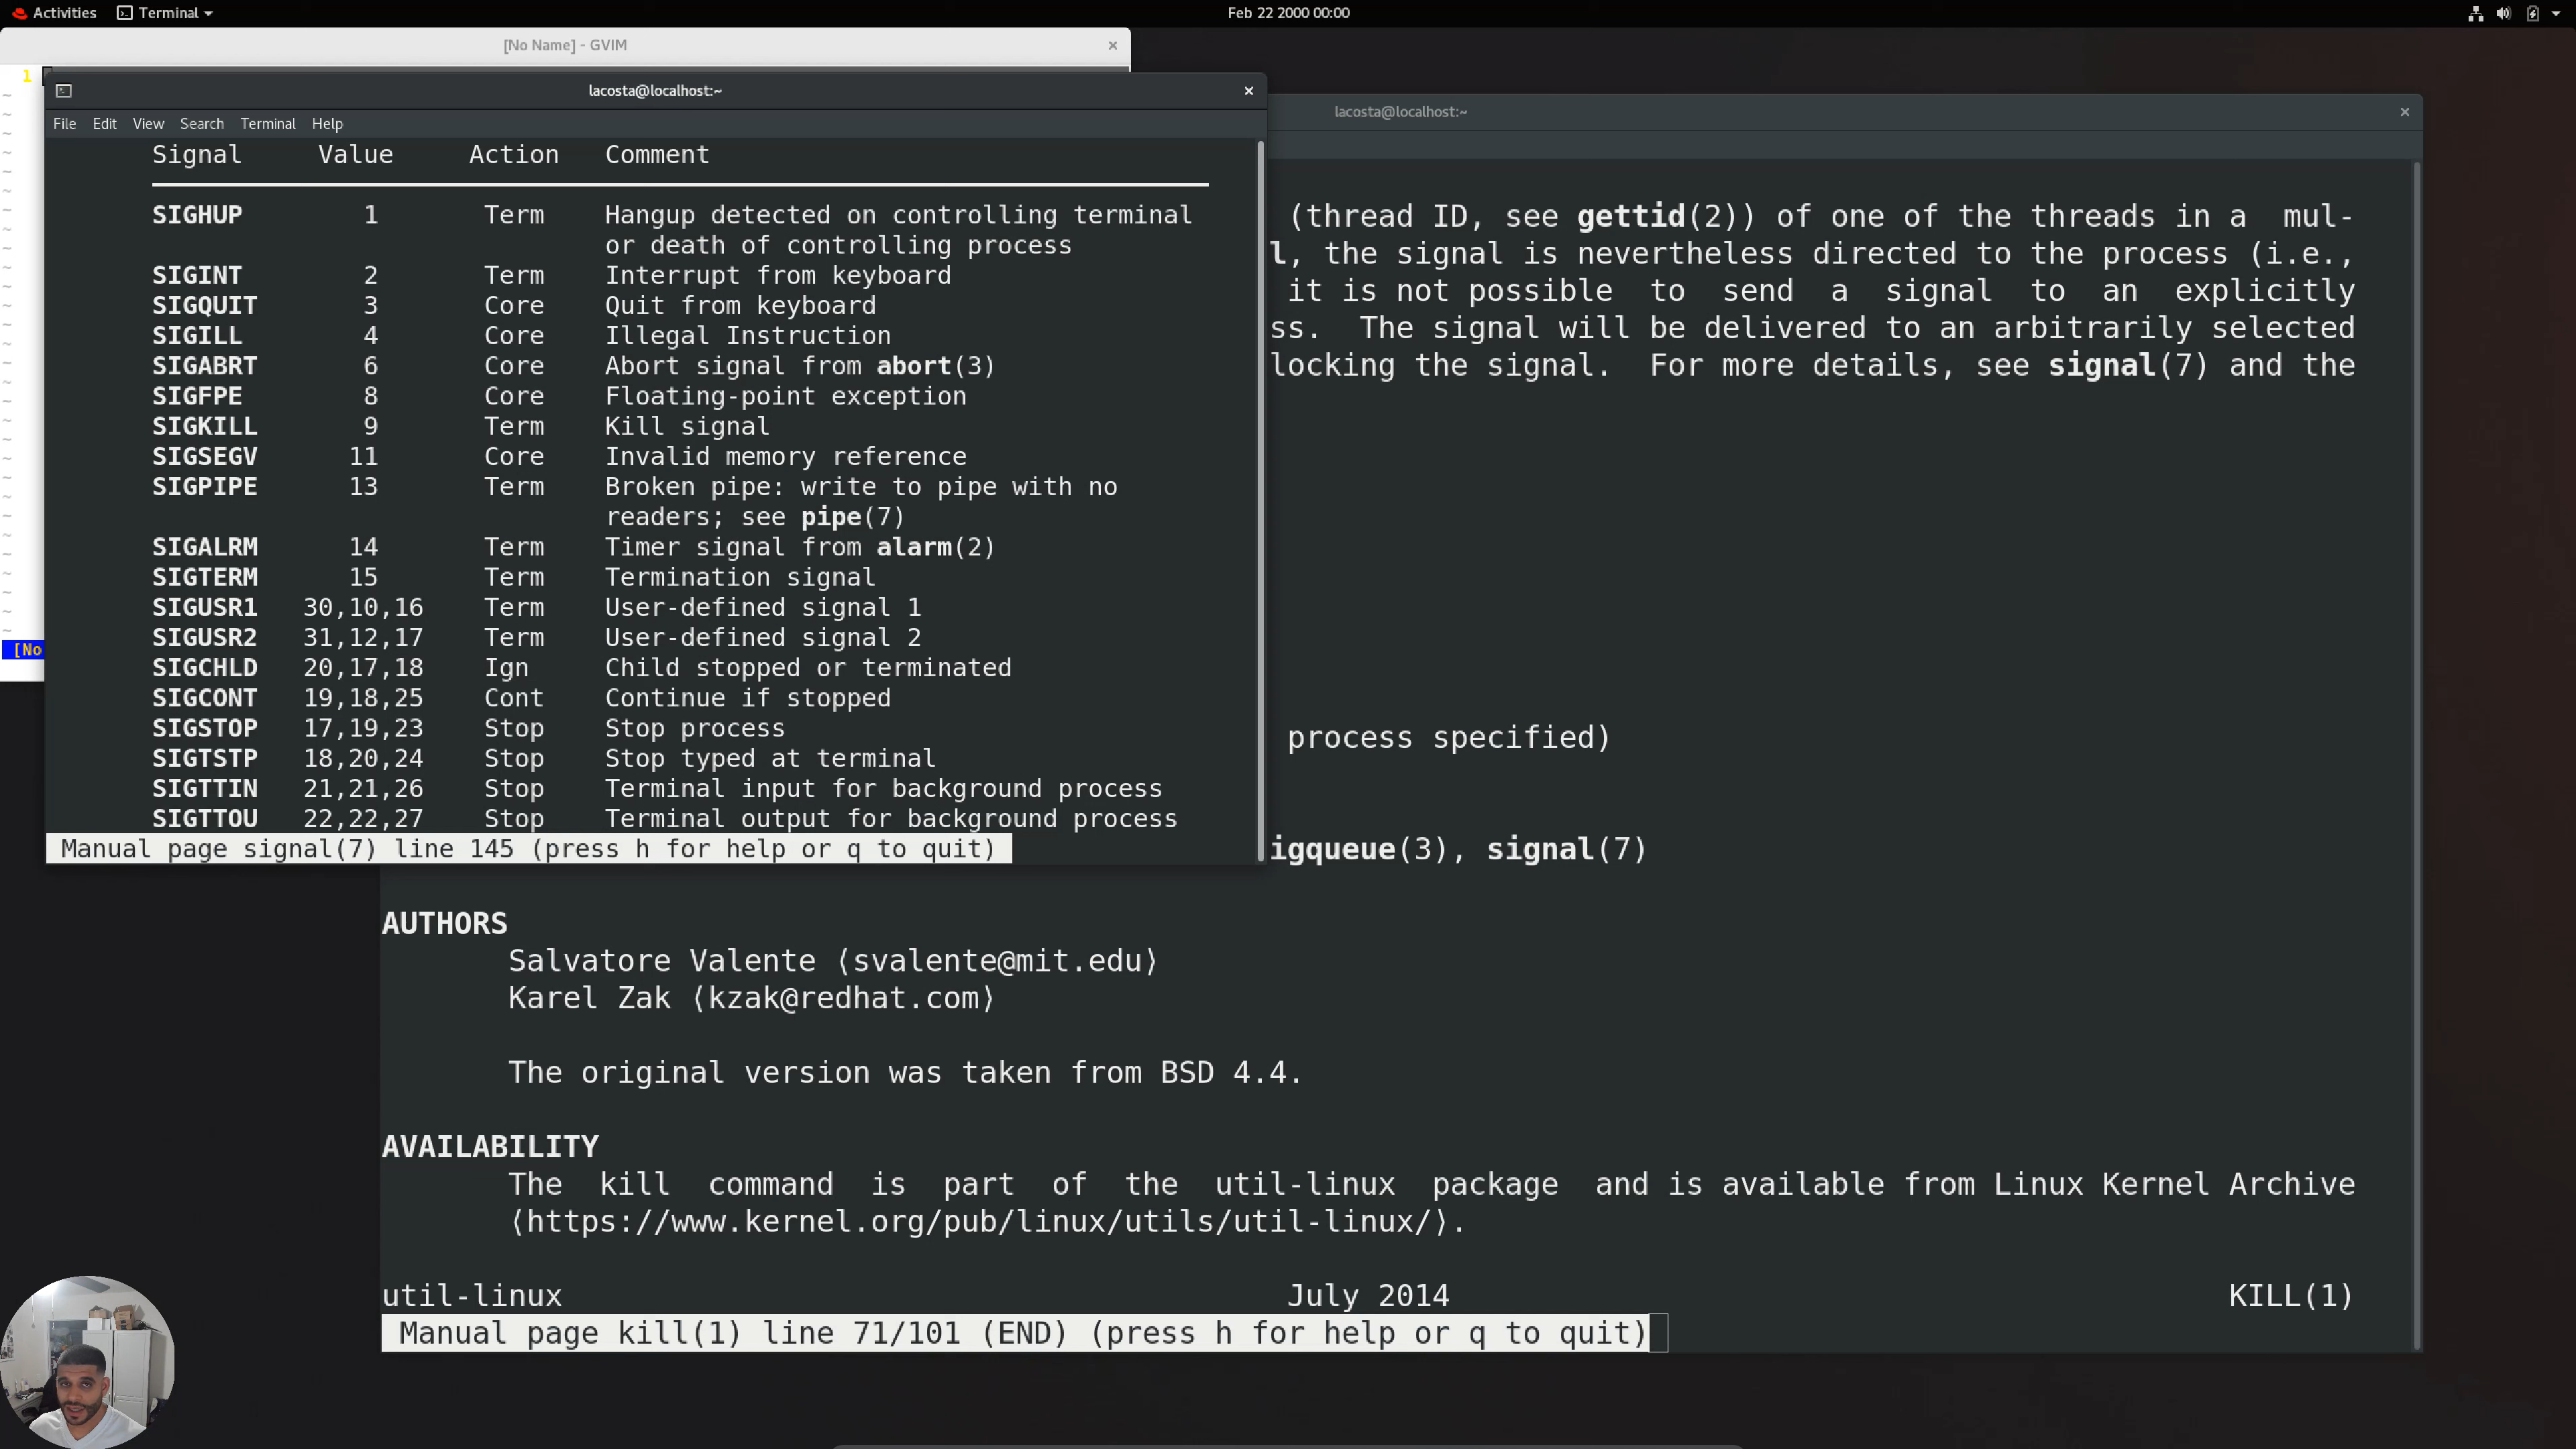 Activities Terminal Feb 22 2000 00:00
[No Name] - GVIM
1
lacosta@localhost:~
File Edit View Search Terminal Help
Signal Value Action Comment
SIGHUP 1 Term Hangup detected on controlling terminal
or death of controlling process
SIGINT 2 Term Interrupt from keyboard
SIGQUIT 3 Core Quit from keyboard
SIGILL 4 Core Illegal Instruction
SIGABRT 6 Core Abort signal from abort(3)
SIGFPE 8 Core Floating-point exception
SIGKILL 9 Term Kill signal
SIGSEGV 11 Core Invalid memory reference
SIGPIPE 13 Term Broken pipe: write to pipe with no
readers; see pipe(7)
SIGALRM 14 Term Timer signal from alarm(2)
SIGTERM 15 Term Termination signal
SIGUSR1 30,10,16 Term User-defined signal 1
SIGUSR2 31,12,17 Term User-defined signal 2
SIGCHLD 20,17,18 Ign Child stopped or terminated
SIGCONT 19,18,25 Cont Continue if stopped
SIGSTOP 17,19,23 Stop Stop process
SIGTSTP 18,20,24 Stop Stop typed at terminal
SIGTTIN 21,21,26 Stop Terminal input for background process
SIGTTOU 22,22,27 Stop Terminal output for background process
Manual page signal(7) line 145 (press h for help or q to quit)
[No
lacosta@localhost:~
(thread ID, see gettid(2)) of one of the threads in a mul-
l, the signal is nevertheless directed to the process (i.e.,
it is not possible to send a signal to an explicitly
ss. The signal will be delivered to an arbitrarily selected
locking the signal. For more details, see signal(7) and the
process specified)
igqueue(3), signal(7)
AUTHORS
Salvatore Valente ⟨svalente@mit.edu⟩
Karel Zak ⟨kzak@redhat.com⟩
The original version was taken from BSD 4.4.
AVAILABILITY
The kill command is part of the util-linux package and is available from Linux Kernel Archive
⟨https://www.kernel.org/pub/linux/utils/util-linux/⟩.
util-linux July 2014 KILL(1)
Manual page kill(1) line 71/101 (END) (press h for help or q to quit)